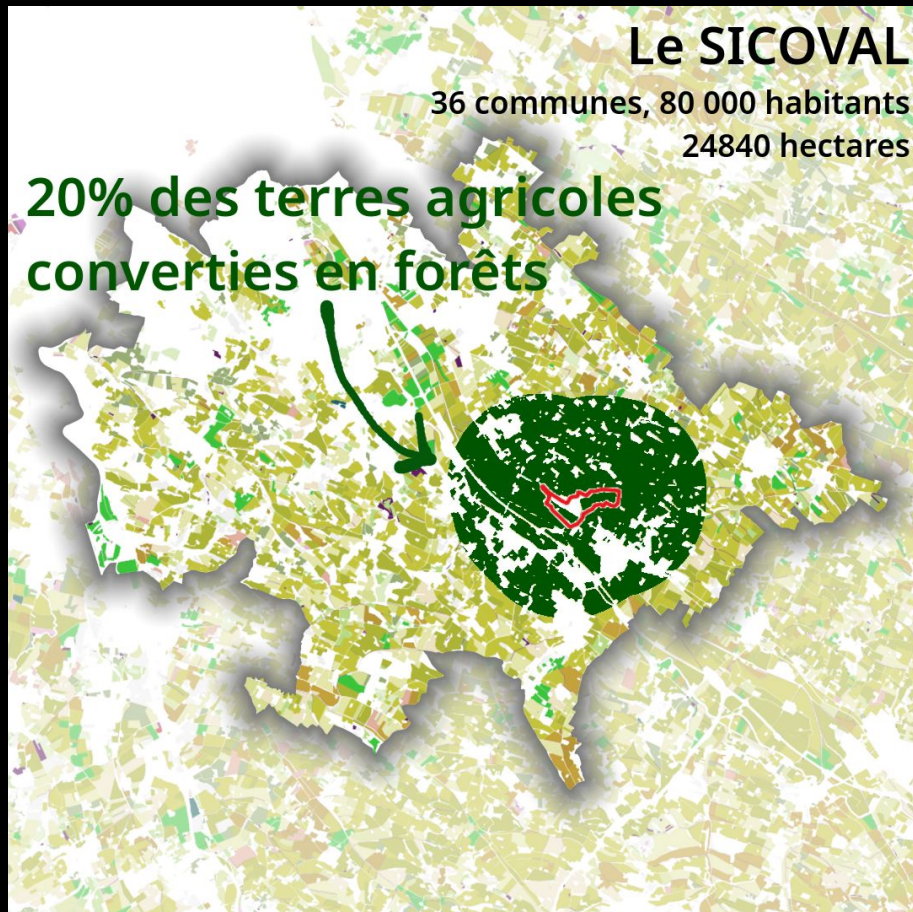 Le SICOVAL
36 communes, 80 000 habitants
24840 hectares
20% des terres agricoles
converties en forêts